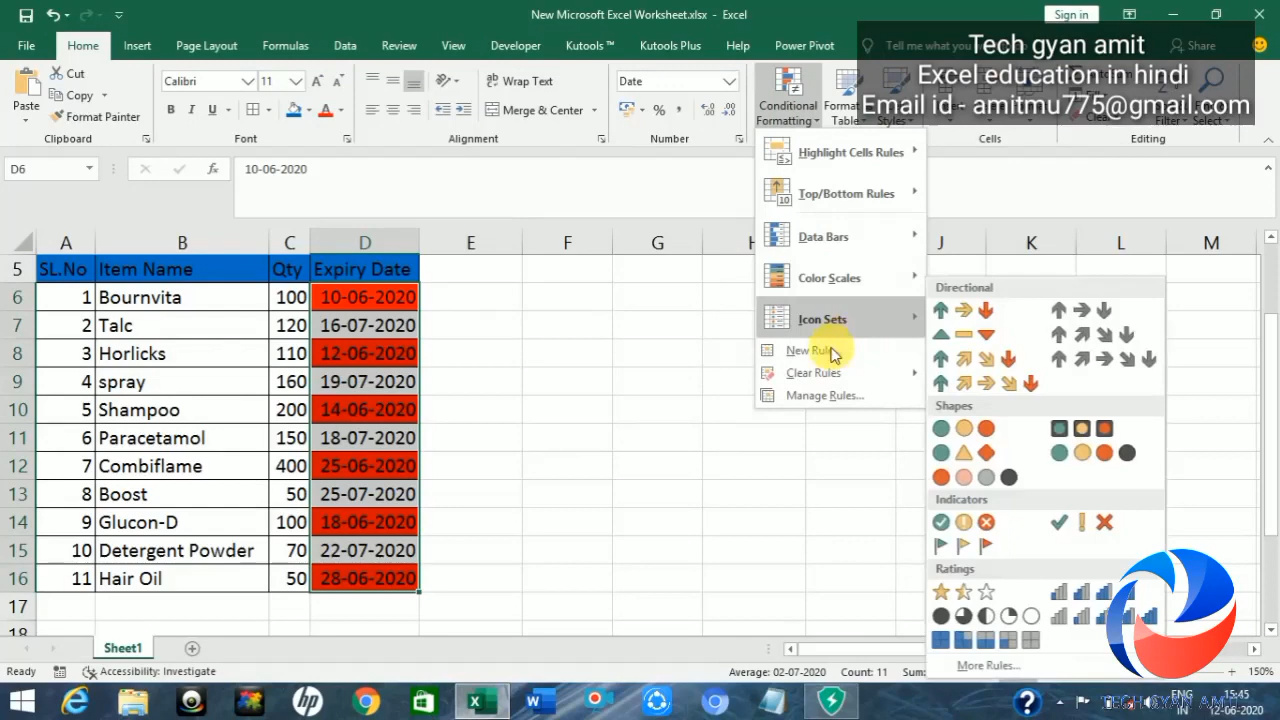 New Microsoft Excel Worksheet.xlsx - Excel
Sign in
File Home Insert Page Layout Formulas Data Review View Developer Kutools™ Kutools Plus Help Power Pivot Tell me what you Share
Tech gyan amit
Excel education in hindi
Email id - amitmu775@gmail.com
Paste
Cut
Copy
Format Painter
Clipboard
Calibri 11
B I U
Font
Wrap Text
Merge & Center
Alignment
Date
Number
Conditional Formatting
Format Table
Styles
Cells
Filter
Select
Editing
D6
10-06-2020
A B C D E F G H J K L M
5 SL.No Item Name Qty Expiry Date
6 1 Bournvita 100 10-06-2020
7 2 Talc 120 16-07-2020
8 3 Horlicks 110 12-06-2020
9 4 spray 160 19-07-2020
10 5 Shampoo 200 14-06-2020
11 6 Paracetamol 150 18-07-2020
12 7 Combiflame 400 25-06-2020
13 8 Boost 50 25-07-2020
14 9 Glucon-D 100 18-06-2020
15 10 Detergent Powder 70 22-07-2020
16 11 Hair Oil 50 28-06-2020
17
18
Highlight Cells Rules
Top/Bottom Rules
Data Bars
Color Scales
Icon Sets
New Rule
Clear Rules
Manage Rules...
Directional
Shapes
Indicators
Ratings
More Rules...
Sheet1
Ready
Accessibility: Investigate
Average: 02-07-2020 Count: 11 Sum:
150%
ENG
IN
15:45
12-06-2020
TECH GYAN AMIT